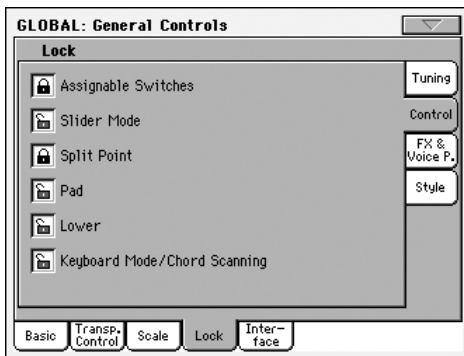 GLOBAL: General Controls
Lock
Assignable Switches
Slider Mode
Split Point
Pad
Lower
Keyboard Mode/Chord Scanning
Tuning
Control
FX &
Voice P.
Style
Basic
Transp.
Control
Scale
Lock
Inter-
face